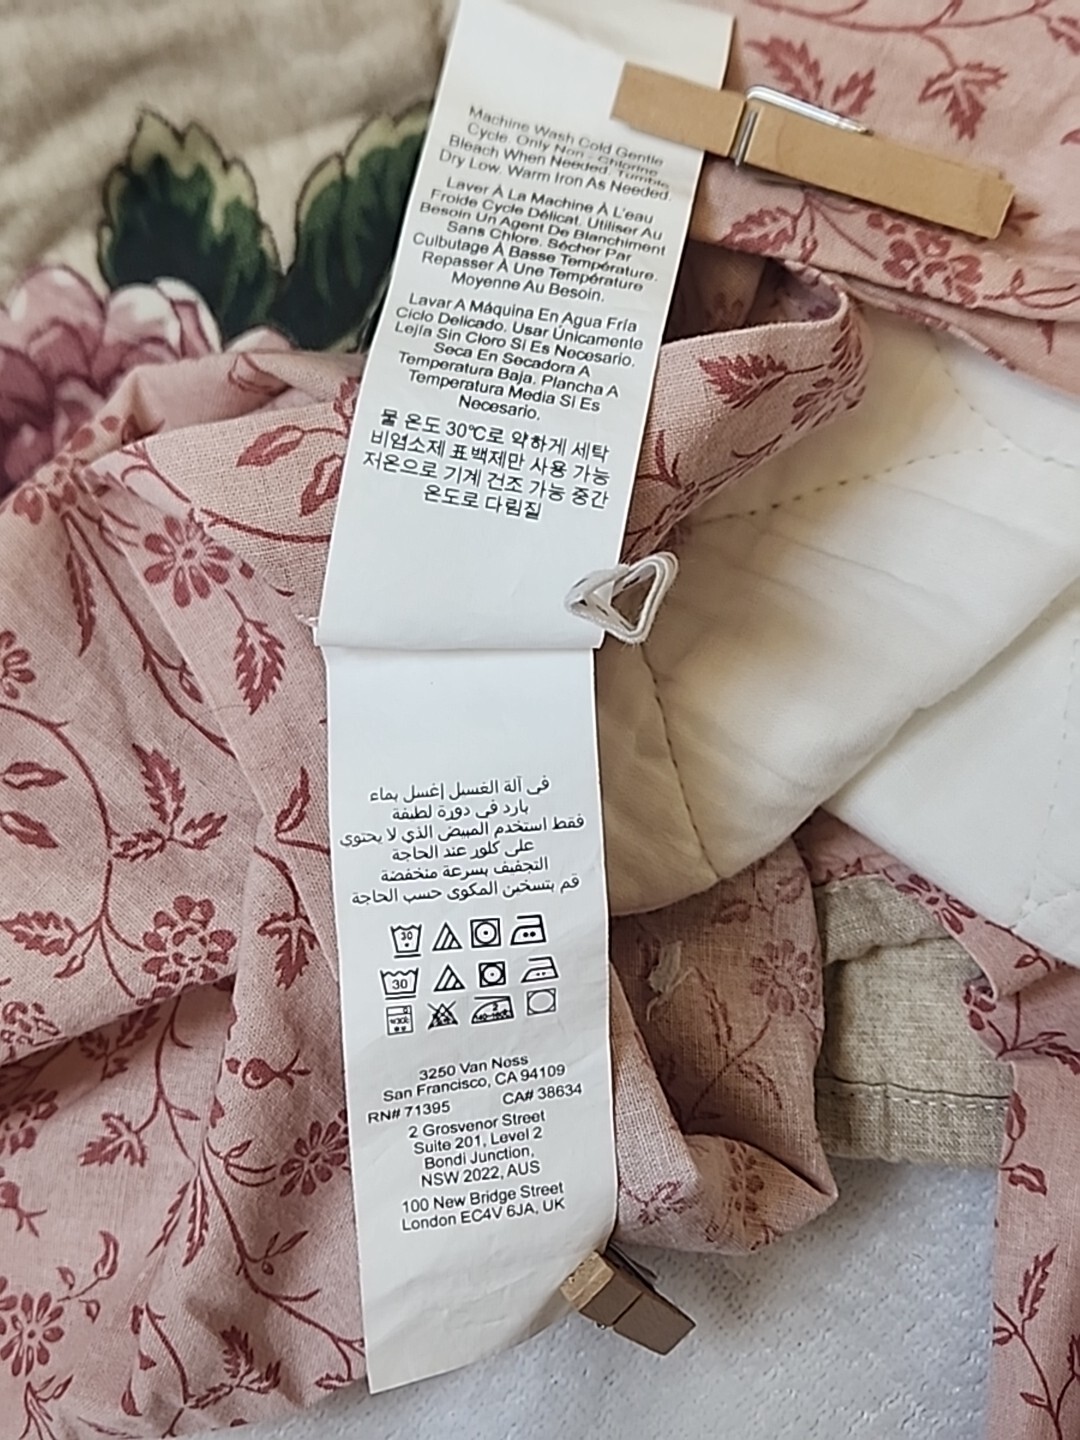 Machine Wash Cold Gentle
Cycle. Only Non - Chlorine
Bleach When Needed. Tumble
Dry Low. Warm Iron As Needed.
Laver À La Machine À L'eau
Froide Cycle Délicat. Utiliser Au
Besoin Un Agent De Blanchiment
Sans Chlore. Sécher Par
Culbutage À Basse Température.
Repasser À Une Température
Moyenne Au Besoin.
Lavar A Máquina En Agua Fría
Ciclo Delicado. Usar Únicamente
Lejía Sin Cloro Si Es Necesario.
Seca En Secadora A
Temperatura Baja. Plancha A
Temperatura Media Si Es
Necesario.
물 온도 30℃로 약하게 세탁
비염소제 표백제만 사용 가능
저온으로 기계 건조 가능 중간
온도로 다림질
في آلة الغسيل إغسل بماء
بارد في دورة لطيفة
فقط استخدم المبيض الذي لا يحتوي
على كلور عند الحاجة
التجفيف بسرعة منخفضة
قم بتسخين المكوى حسب الحاجة
30
30
3250 Van Ness
San Francisco, CA 94109
RN# 71395 CA# 38634
2 Grosvenor Street
Suite 201, Level 2
Bondi Junction,
NSW 2022, AUS
100 New Bridge Street
London EC4V 6JA, UK